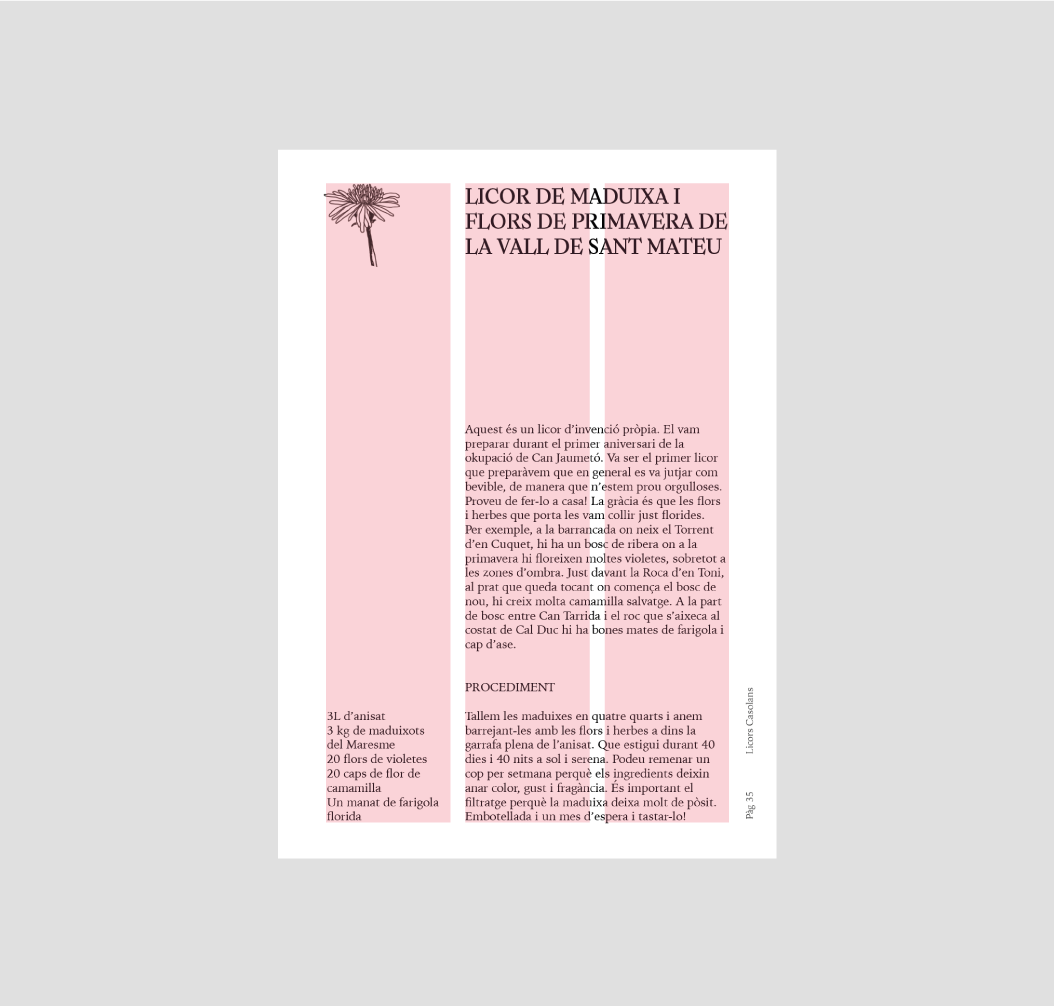 LICOR DE MADUIXA I
FLORS DE PRIMAVERA DE
LA VALL DE SANT MATEU
Aquest és un licor d’invenció pròpia. El vam
preparar durant el primer aniversari de la
okupació de Can Jaumetó. Va ser el primer licor
que preparàvem que en general es va jutjar com
bevible, de manera que n’estem prou orgulloses.
Proveu de fer-lo a casa! La gràcia és que les flors
i herbes que porta les vam collir just florides.
Per exemple, a la barrancada on neix el Torrent
d’en Cuquet, hi ha un bosc de ribera on a la
primavera hi floreixen moltes violetes, sobretot a
les zones d’ombra. Just davant la Roca d’en Toni,
al prat que queda tocant on comença el bosc de
nou, hi creix molta camamilla salvatge. A la part
de bosc entre Can Tarrida i el roc que s’aixeca al
costat de Cal Duc hi ha bones mates de farigola i
cap d’ase.
3L d’anisat
3 kg de maduixots
del Maresme
20 flors de violetes
20 caps de flor de
camamilla
Un manat de farigola
florida
PROCEDIMENT
Tallem les maduixes en quatre quarts i anem
barrejant-les amb les flors i herbes a dins la
garrafa plena de l’anisat. Que estigui durant 40
dies i 40 nits a sol i serena. Podeu remenar un
cop per setmana perquè els ingredients deixin
anar color, gust i fragància. És important el
filtratge perquè la maduixa deixa molt de pòsit.
Embotellada i un mes d’espera i tastar-lo!
Pàg 35
Licors Casolans